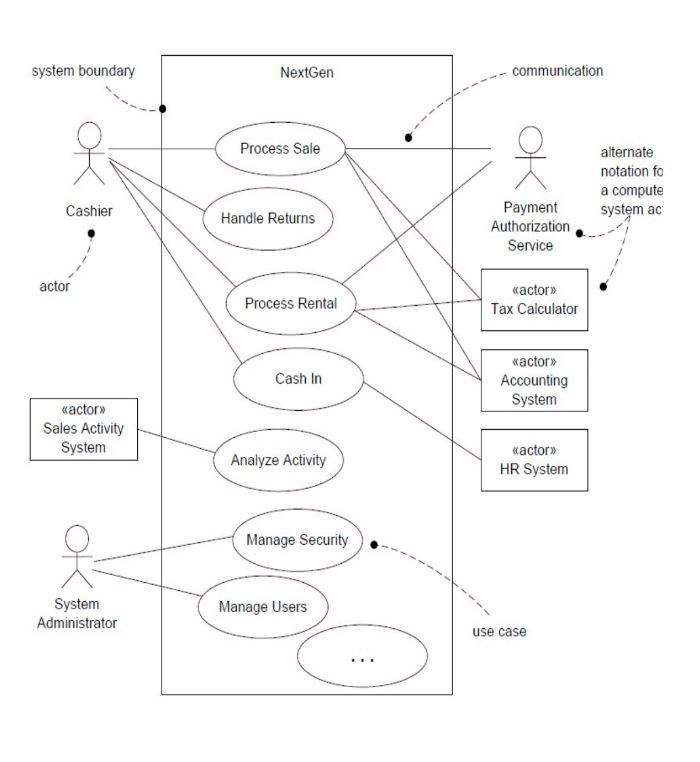 system boundary
NextGen
communication
Process Sale
alternate
notation fo
a compute
system ac
Cashier
Handle Returns
Payment
Authorization
Service
actor
Process Rental
«actor»
Tax Calculator
Cash In
«actor»
Accounting
System
«actor»
Sales Activity
System
Analyze Activity
«actor»
HR System
Manage Security
System
Administrator
Manage Users
use case
...